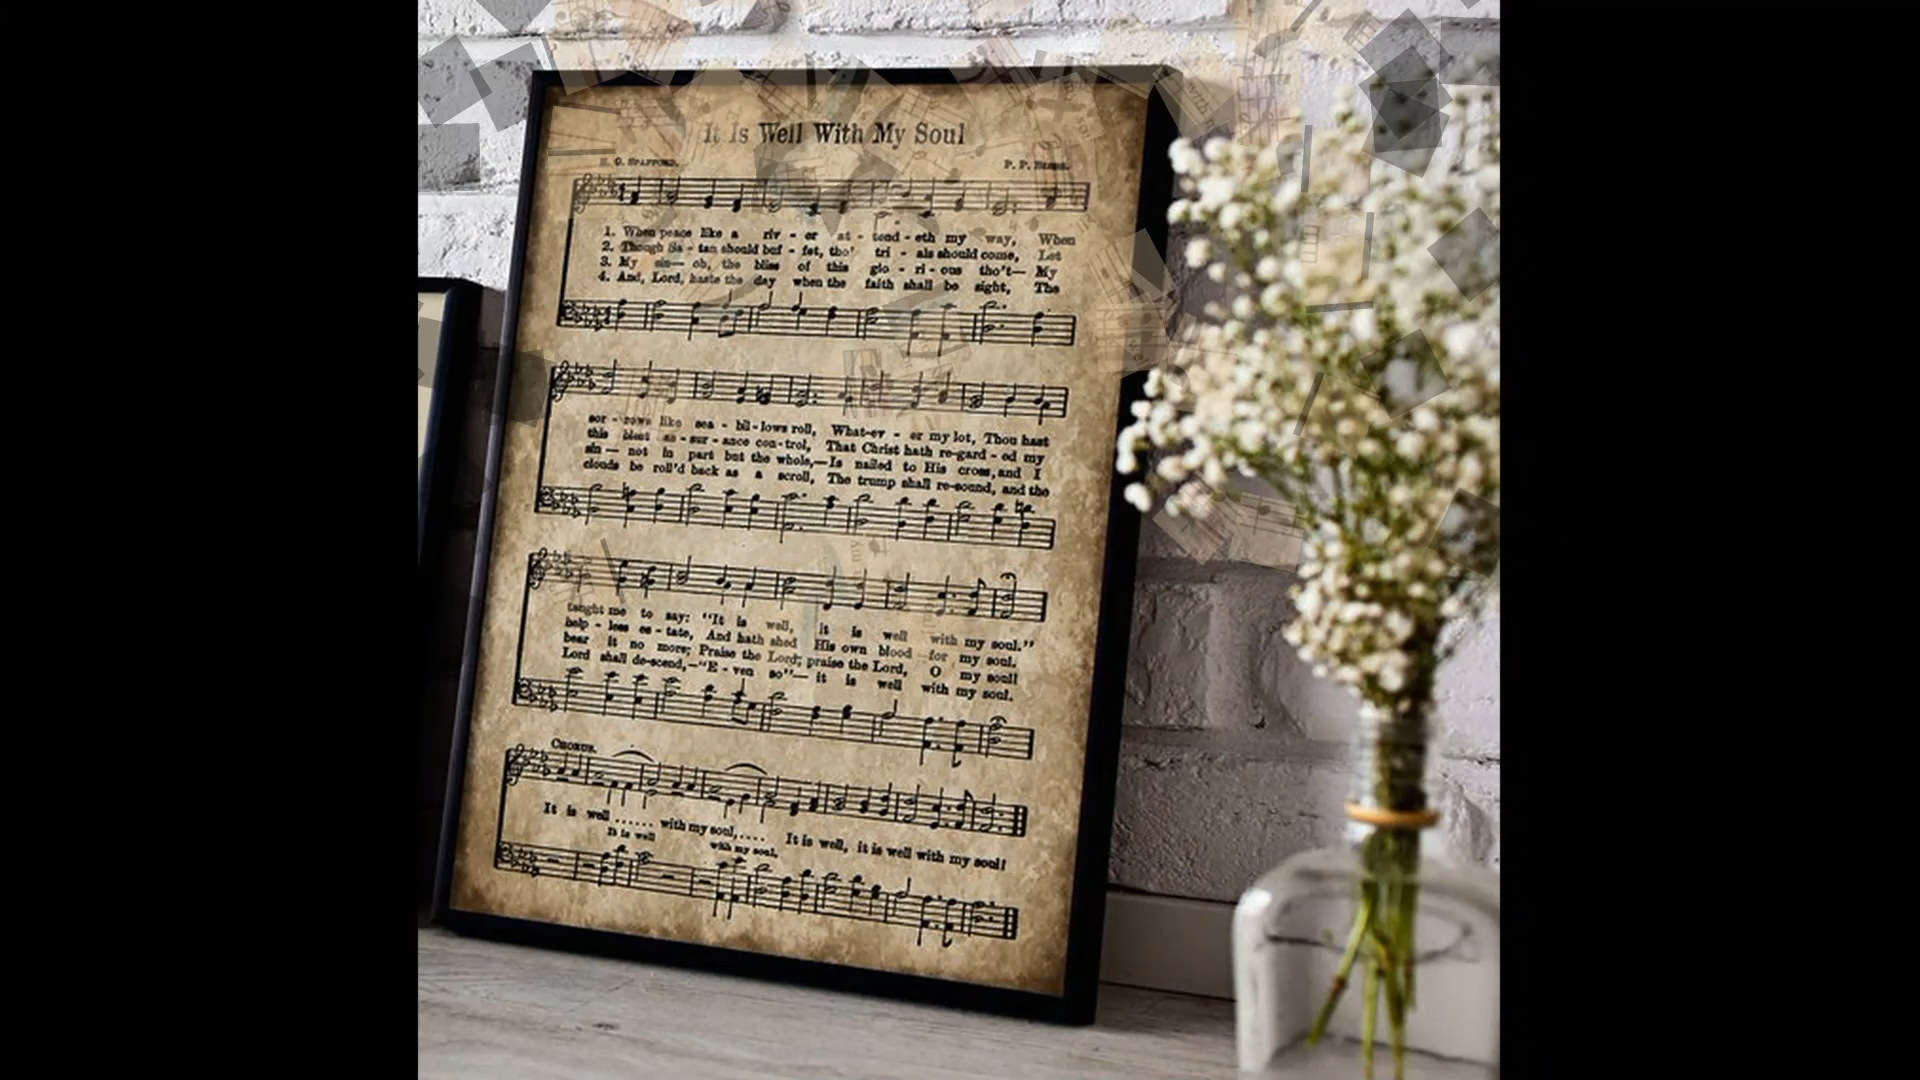 It Is Well With My Soul
H. G. SPAFFORD.
P. P. BLISS.
1. When peace like a riv - er at - tend - eth my way, When
2. Though Sa - tan should buf - fet, tho' tri - als should come, Let
3. My sin— oh, the bliss of this glo - ri - ous tho't— My
4. And, Lord, haste the day when the faith shall be sight, The
sor - rows like sea - bil - lows roll, What-ev - er my lot, Thou hast
this blest as - sur - ance con - trol, That Christ hath re-gard - ed my
sin — not in part but the whole,—Is nailed to His cross, and I
clouds be roll'd back as a scroll, The trump shall re-sound, and the
taught me to say: "It is well, it is well with my soul."
help - less es - tate, And hath shed His own blood for my soul.
bear it no more; Praise the Lord, praise the Lord, O my soul!
Lord shall de-scend,—"E - ven so"— it is well with my soul.
CHORUS.
It is well ...... with my soul, .... It is well, it is well with my soul!
It is well with my soul,